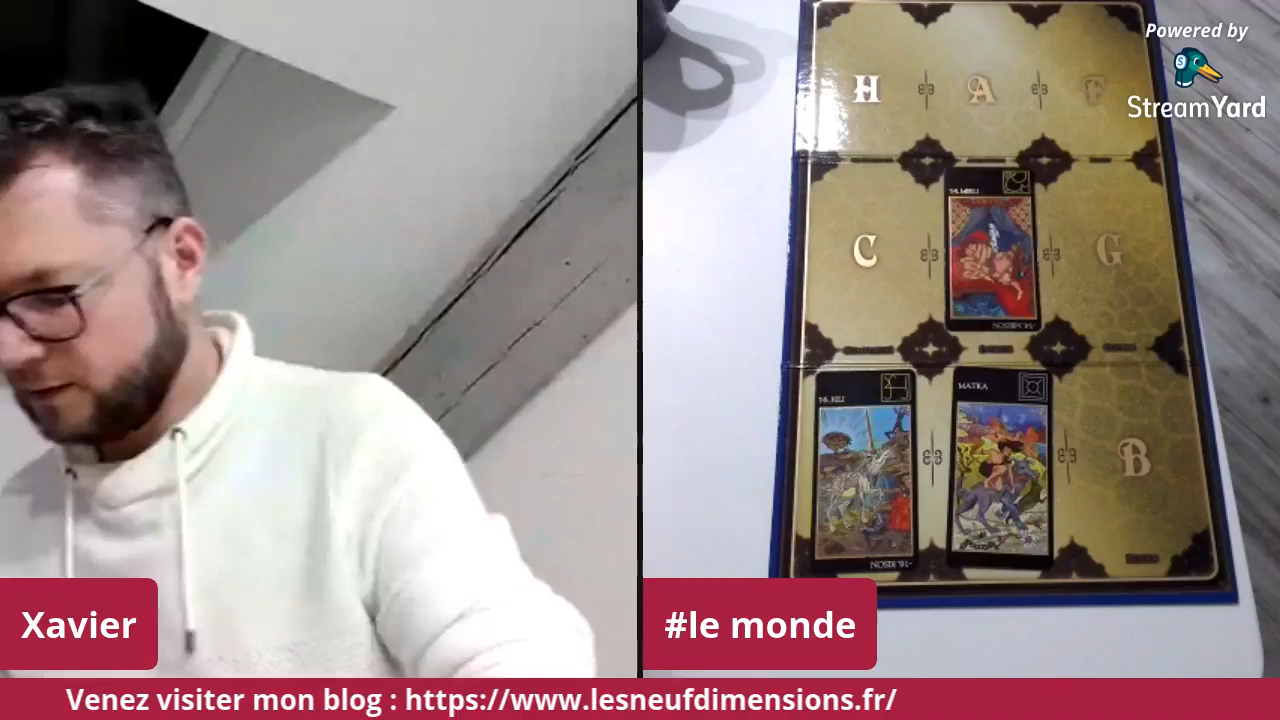 Powered by
StreamYard
H A F
C G
MATKA
B
Xavier
#le monde
Venez visiter mon blog : https://www.lesneufdimensions.fr/